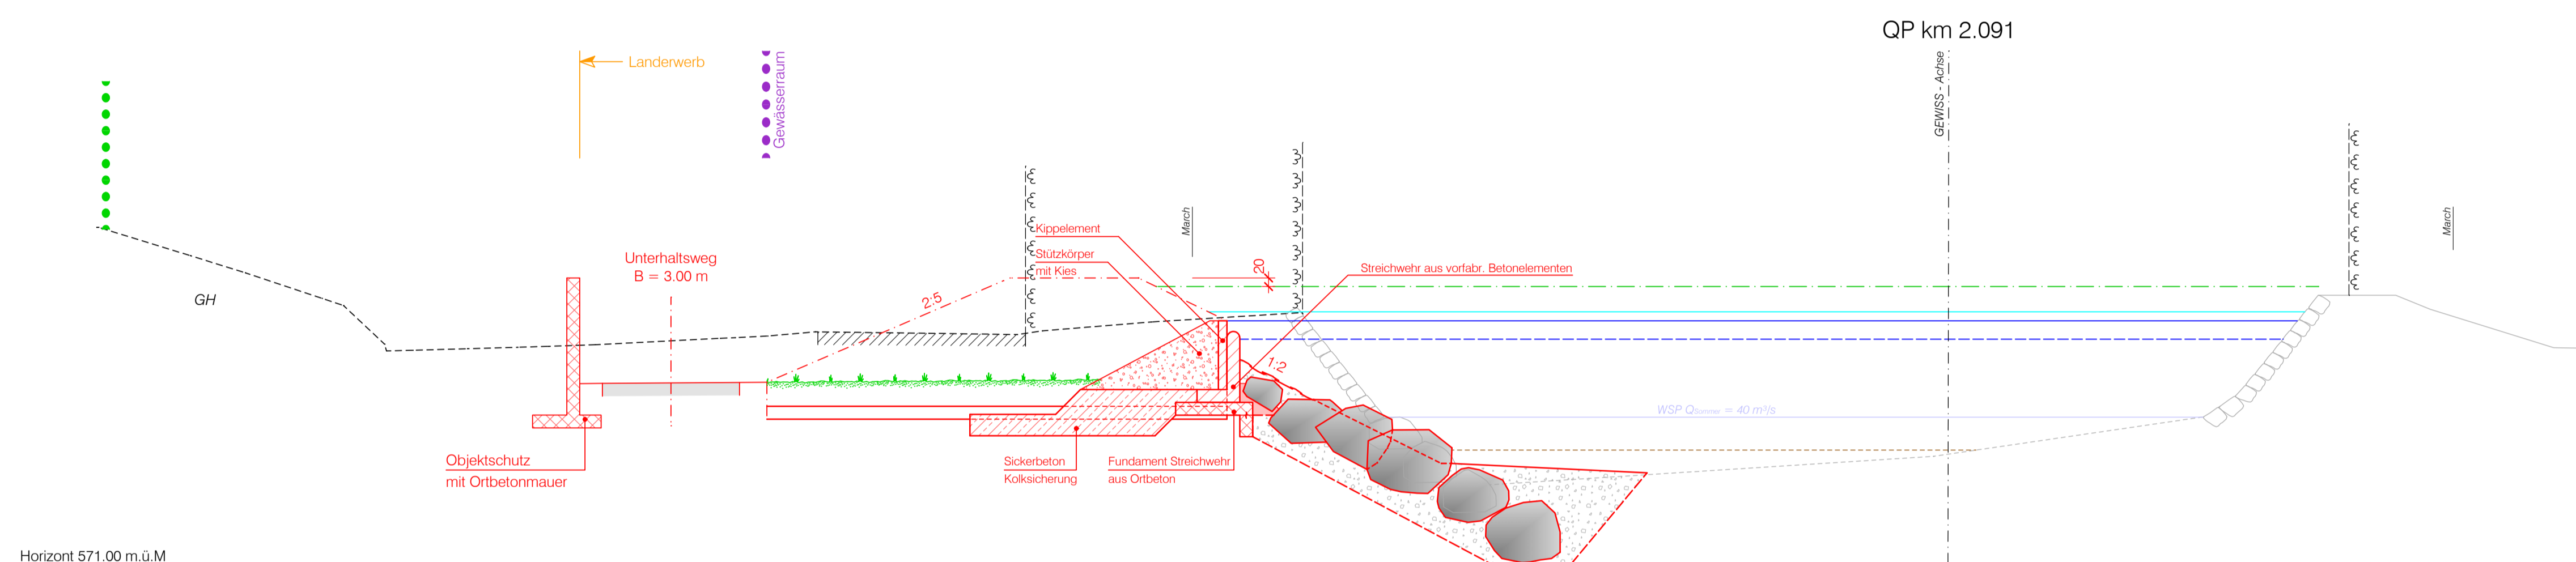 QP km 2.091
GEWISS - Achse
Landerwerb
Gewässerraum
March
March
Kippelement
Stützkörper
mit Kies
20
Streichwehr aus vorfabr. Betonelementen
Unterhaltsweg
B = 3.00 m
GH
2:5
1:2
WSP QSommer = 40 m³/s
Objektschutz
mit Ortbetonmauer
Sickerbeton
Kolksicherung
Fundament Streichwehr
aus Ortbeton
Horizont 571.00 m.ü.M